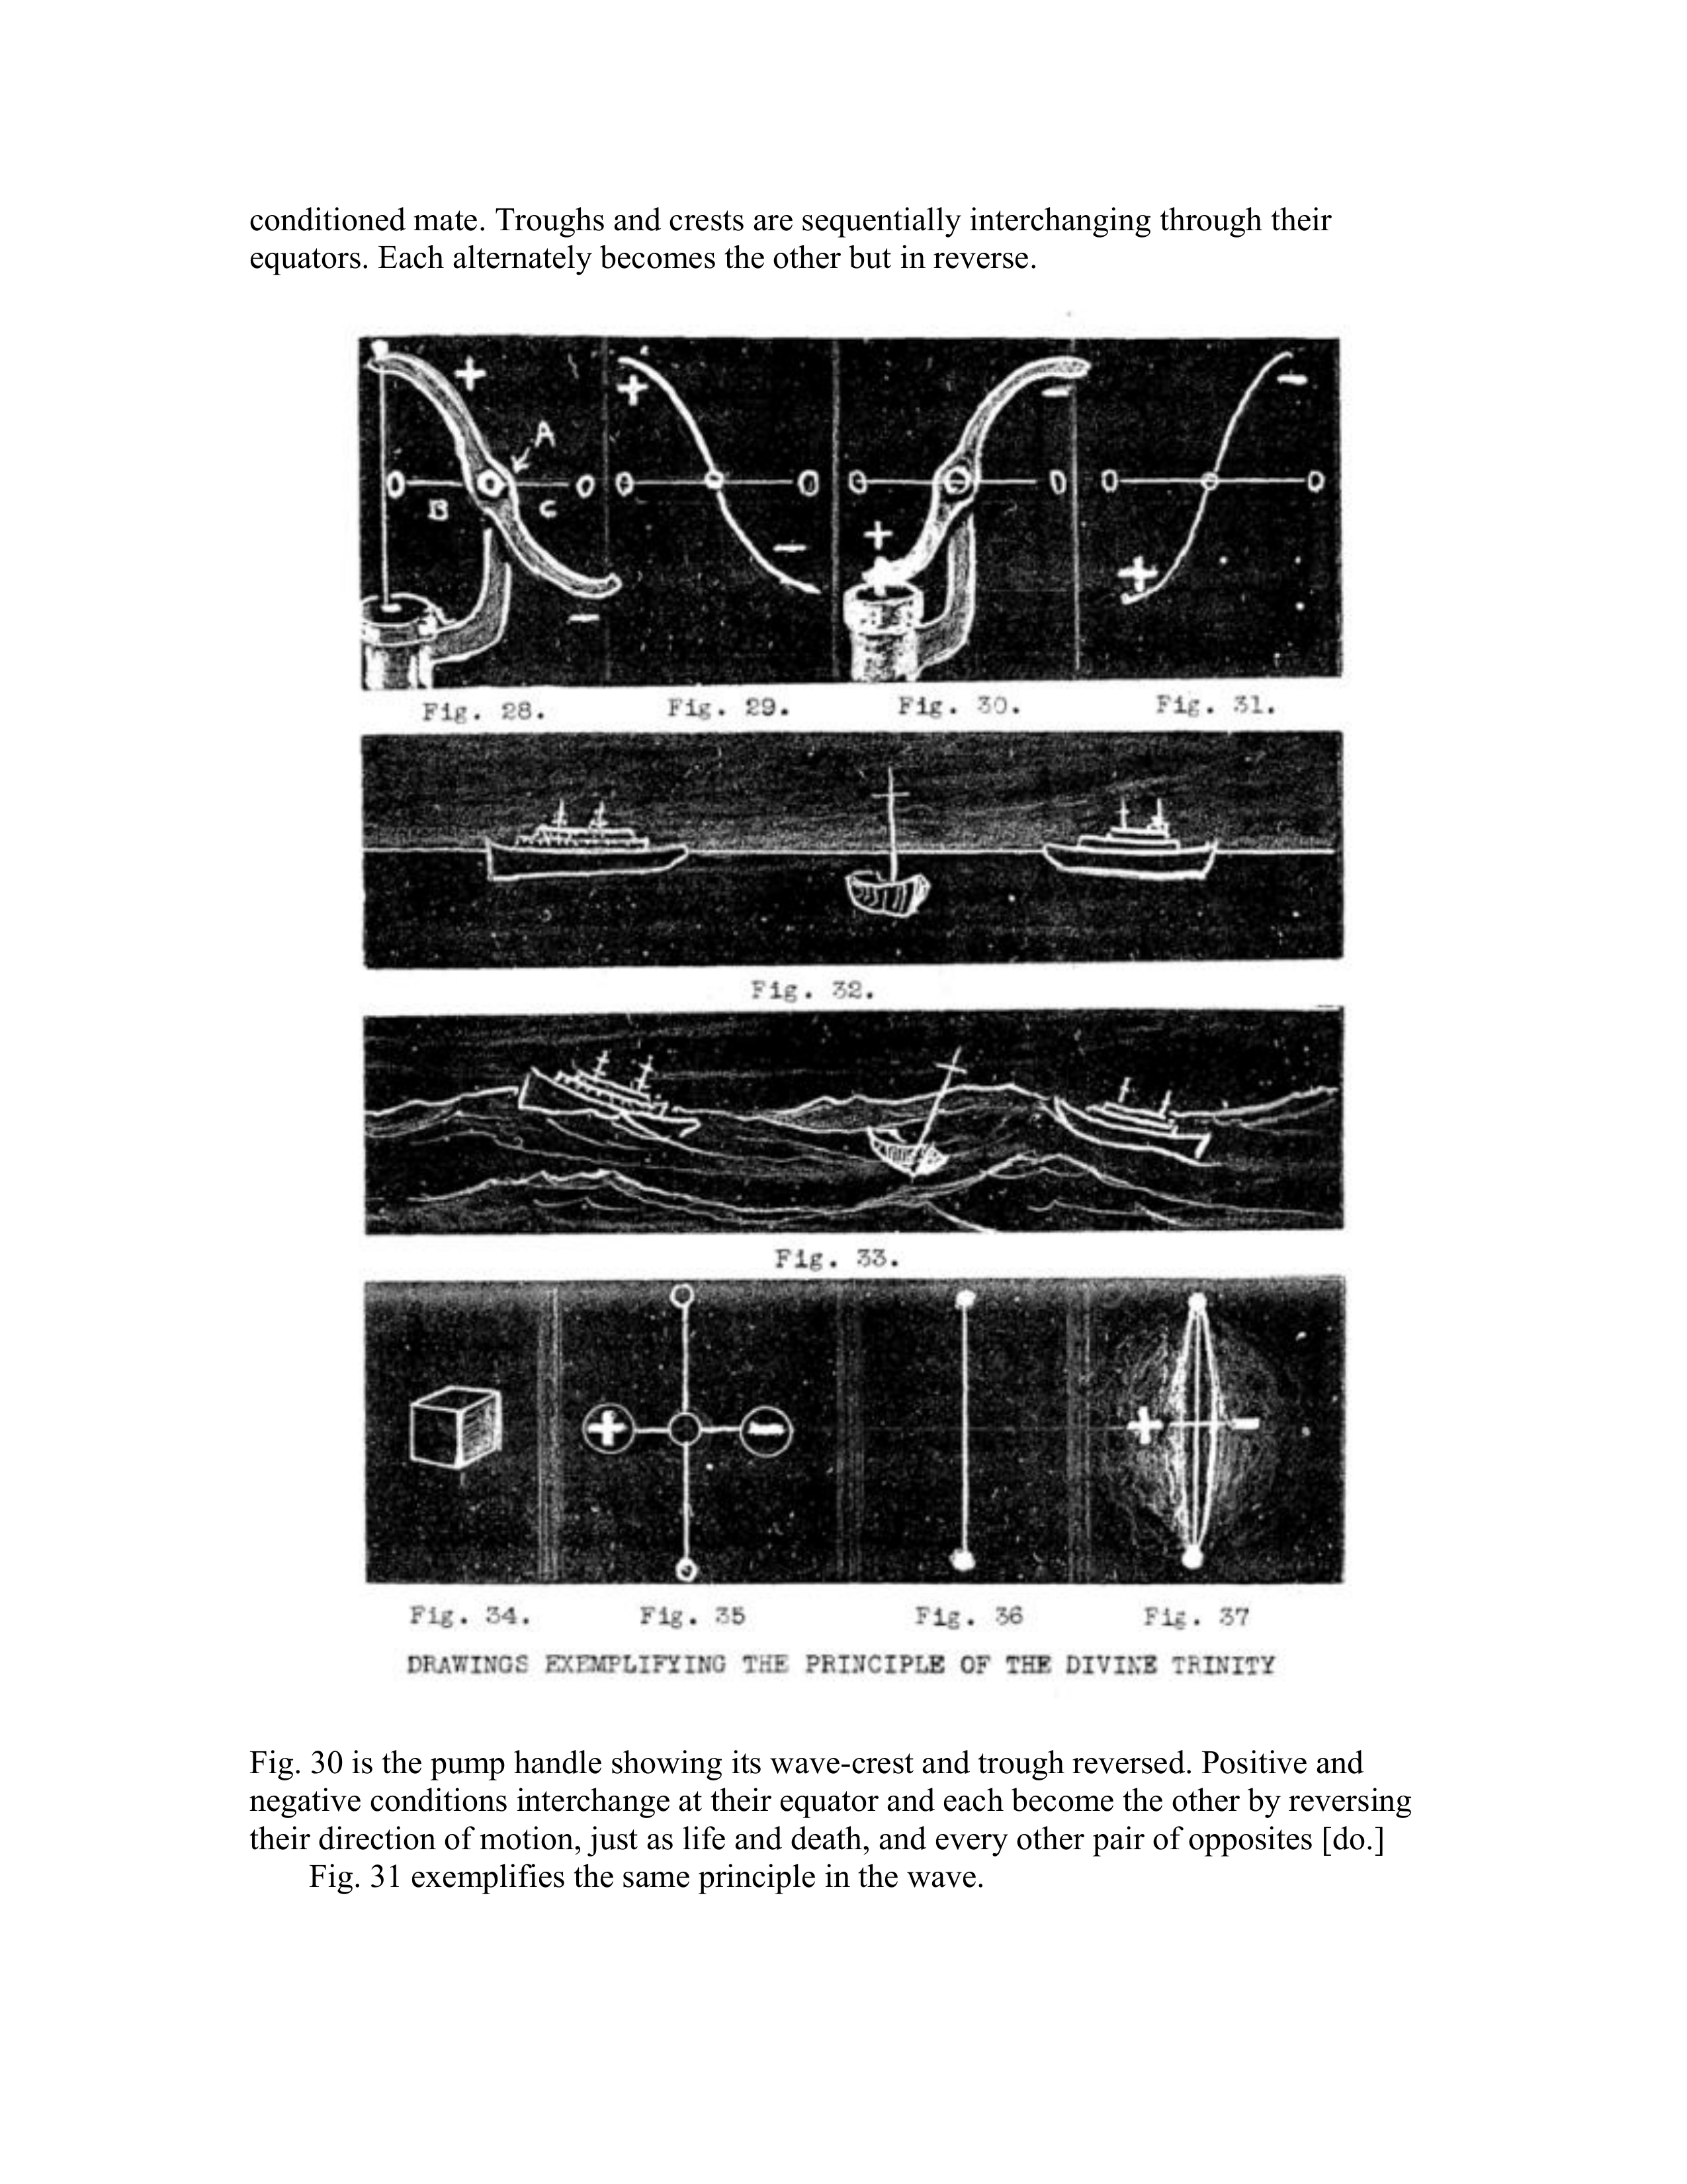 conditioned mate. Troughs and crests are sequentially interchanging through their
equators. Each alternately becomes the other but in reverse.
+ A 0 0 B C −
+ 0 0 −
− 0 0 +
− 0 0 +
Fig. 28. Fig. 29. Fig. 30. Fig. 31.
Fig. 32.
Fig. 33.
+ − + −
Fig. 34. Fig. 35 Fig. 36 Fig. 37
DRAWINGS EXEMPLIFYING THE PRINCIPLE OF THE DIVINE TRINITY
Fig. 30 is the pump handle showing its wave-crest and trough reversed. Positive and
negative conditions interchange at their equator and each become the other by reversing
their direction of motion, just as life and death, and every other pair of opposites [do.]
Fig. 31 exemplifies the same principle in the wave.